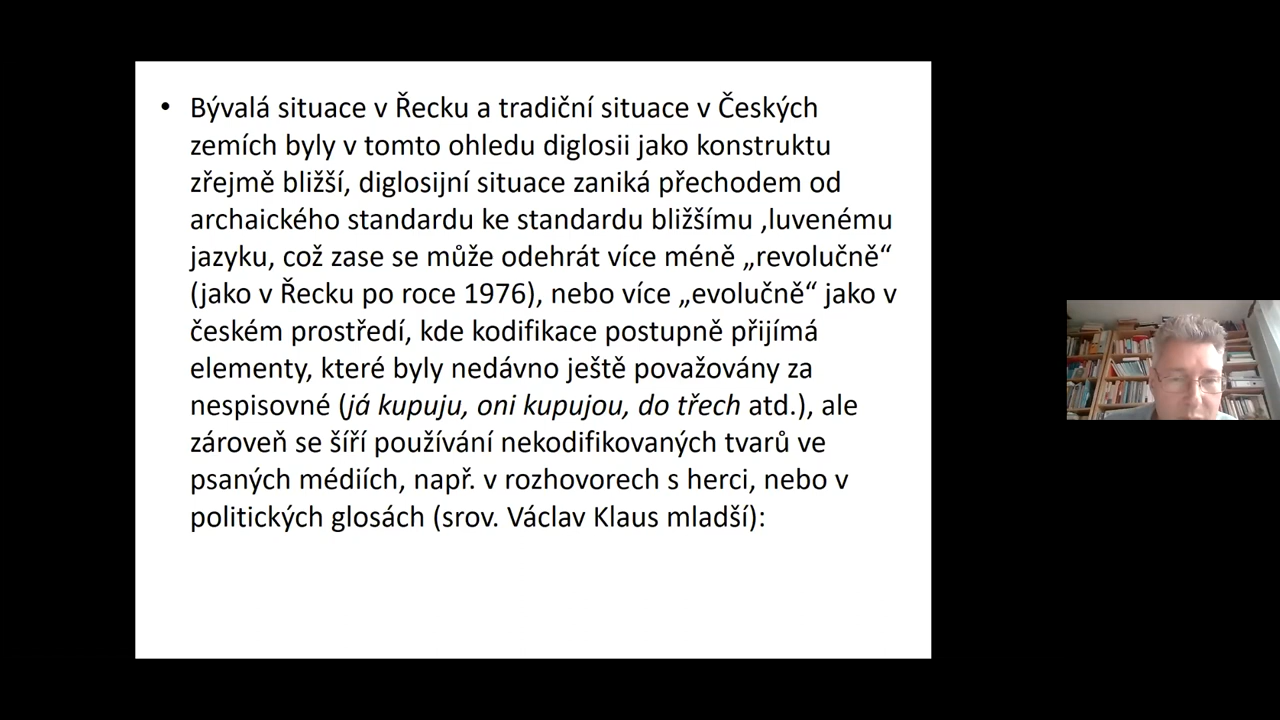 • Bývalá situace v Řecku a tradiční situace v Českých
zemích byly v tomto ohledu diglosii jako konstruktu
zřejmě bližší, diglosijní situace zaniká přechodem od
archaického standardu ke standardu bližšímu ‚luvenému
jazyku, což zase se může odehrát více méně „revolučně“
(jako v Řecku po roce 1976), nebo více „evolučně“ jako v
českém prostředí, kde kodifikace postupně přijímá
elementy, které byly nedávno ještě považovány za
nespisovné (já kupuju, oni kupujou, do třech atd.), ale
zároveň se šíří používání nekodifikovaných tvarů ve
psaných médiích, např. v rozhovorech s herci, nebo v
politických glosách (srov. Václav Klaus mladší):